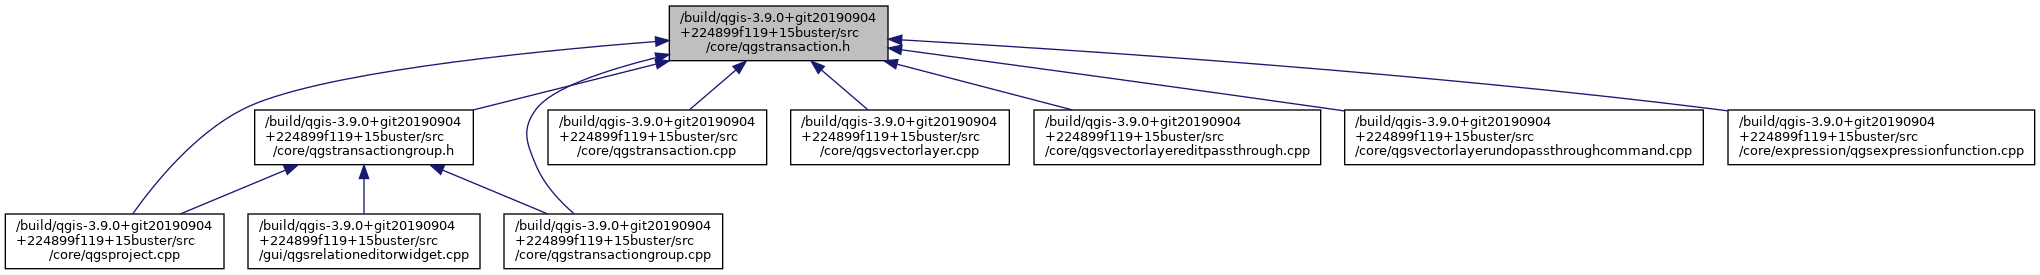 /build/qgis-3.9.0+git20190904
+224899f119+15buster/src
/core/qgstransaction.h
/build/qgis-3.9.0+git20190904
+224899f119+15buster/src
/core/qgstransactiongroup.h
/build/qgis-3.9.0+git20190904
+224899f119+15buster/src
/core/qgstransaction.cpp
/build/qgis-3.9.0+git20190904
+224899f119+15buster/src
/core/qgsvectorlayer.cpp
/build/qgis-3.9.0+git20190904
+224899f119+15buster/src
/core/qgsvectorlayereditpassthrough.cpp
/build/qgis-3.9.0+git20190904
+224899f119+15buster/src
/core/qgsvectorlayerundopassthroughcommand.cpp
/build/qgis-3.9.0+git20190904
+224899f119+15buster/src
/core/expression/qgsexpressionfunction.cpp
/build/qgis-3.9.0+git20190904
+224899f119+15buster/src
/core/qgsproject.cpp
/build/qgis-3.9.0+git20190904
+224899f119+15buster/src
/gui/qgsrelationeditorwidget.cpp
/build/qgis-3.9.0+git20190904
+224899f119+15buster/src
/core/qgstransactiongroup.cpp